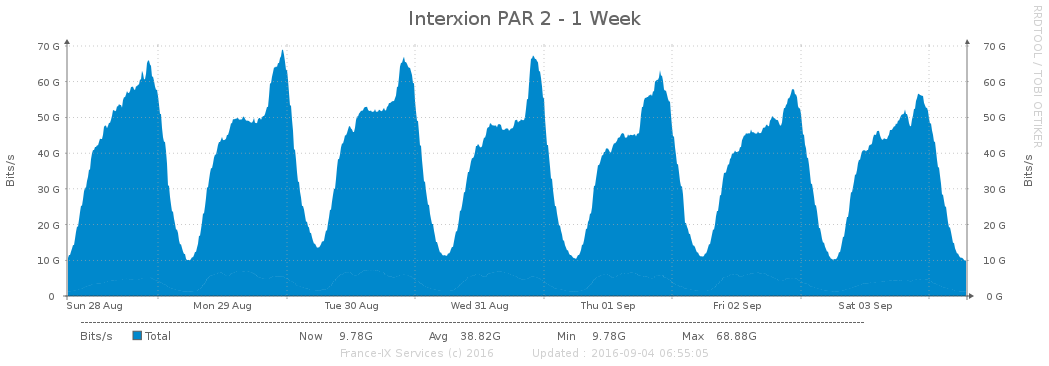 Interxion PAR 2 - 1 Week
RRDTOOL / TOBI OETIKER
Bits/s
70 G 70 G
60 G 60 G
50 G 50 G
40 G 40 G
30 G 30 G
20 G 20 G
10 G 10 G
0 0 G
Bits/s
Sun 28 Aug Mon 29 Aug Tue 30 Aug Wed 31 Aug Thu 01 Sep Fri 02 Sep Sat 03 Sep
Bits/s Total Now 9.78G Avg 38.82G Min 9.78G Max 68.88G
France-IX Services (c) 2016 Updated : 2016-09-04 06:55:05